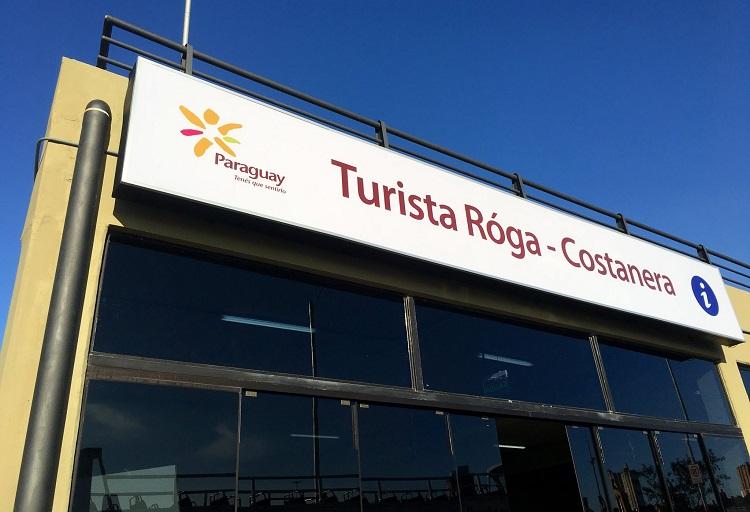 Paraguay
Tenés que sentirlo
Turista Róga - Costanera
i